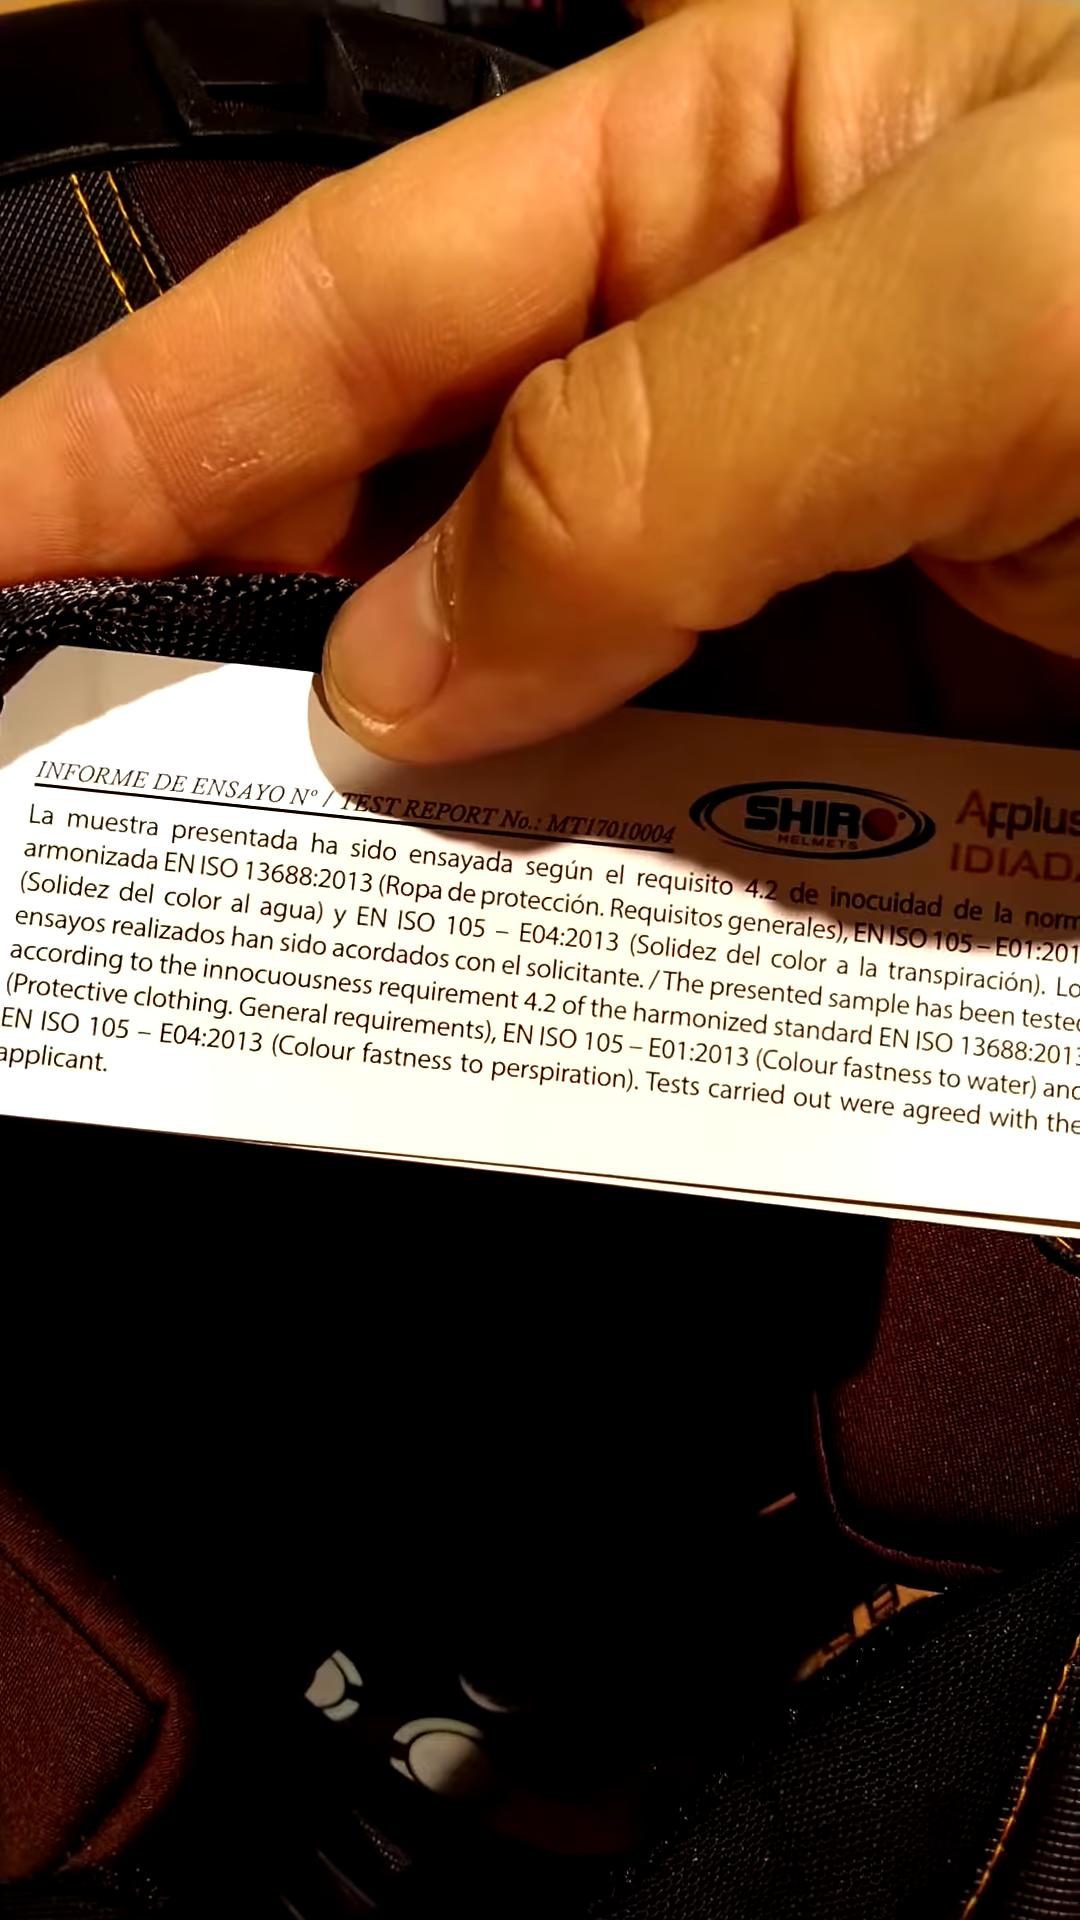 INFORME DE ENSAYO Nº / TEST REPORT No.: MT17010004
SHIRO
HELMETS
Applus
IDIADA
La muestra presentada ha sido ensayada según el requisito 4.2 de inocuidad de la norm
armonizada EN ISO 13688:2013 (Ropa de protección. Requisitos generales), EN ISO 105 – E01:201
(Solidez del color al agua) y EN ISO 105 – E04:2013 (Solidez del color a la transpiración). Lo
ensayos realizados han sido acordados con el solicitante. / The presented sample has been tested
according to the innocuousness requirement 4.2 of the harmonized standard EN ISO 13688:2013
(Protective clothing. General requirements), EN ISO 105 – E01:2013 (Colour fastness to water) and
EN ISO 105 – E04:2013 (Colour fastness to perspiration). Tests carried out were agreed with the
applicant.